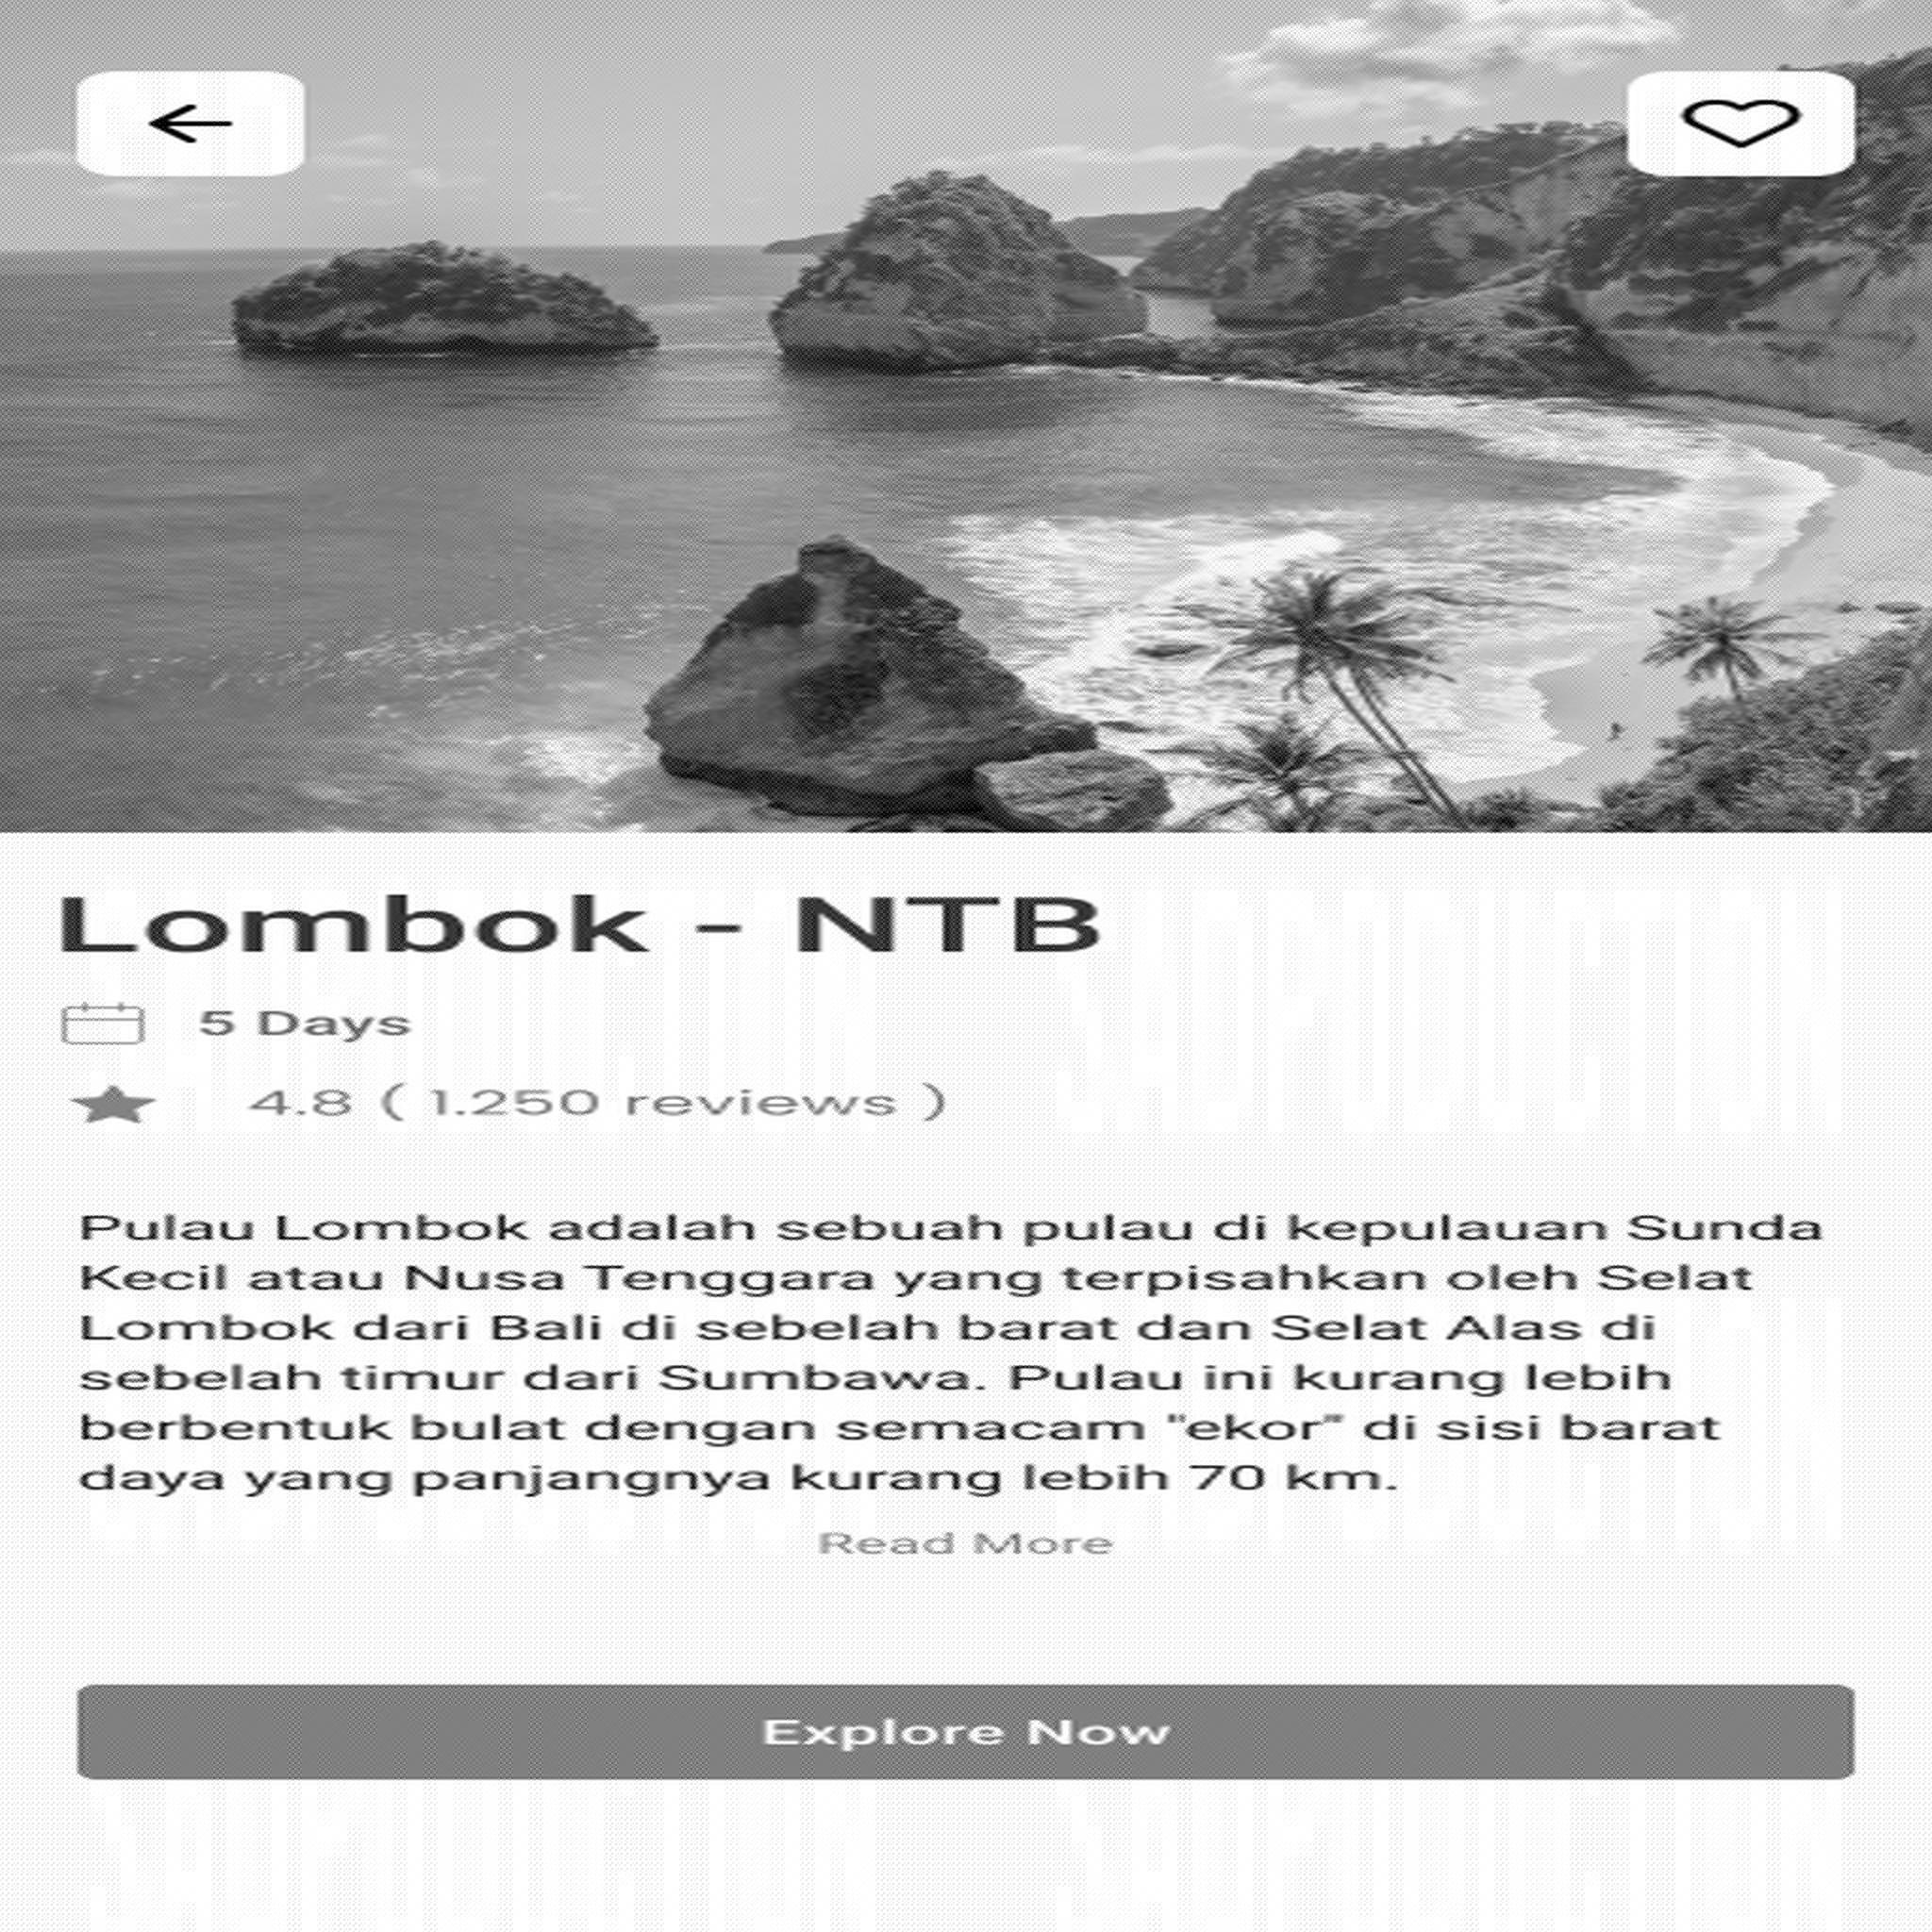 Lombok - NTB
5 Days
4.8 ( 1.250 reviews )
Pulau Lombok adalah sebuah pulau di kepulauan Sunda
Kecil atau Nusa Tenggara yang terpisahkan oleh Selat
Lombok dari Bali di sebelah barat dan Selat Alas di
sebelah timur dari Sumbawa. Pulau ini kurang lebih
berbentuk bulat dengan semacam "ekor" di sisi barat
daya yang panjangnya kurang lebih 70 km.
Read More
Explore Now